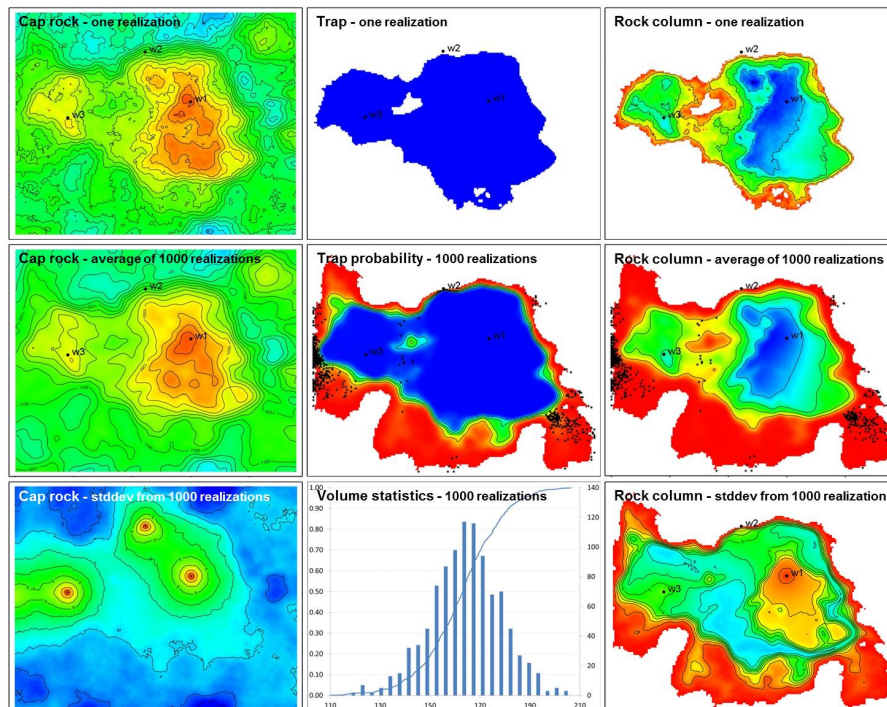 Cap rock - one realization
w2
w1
w3
Trap - one realization
w2
w1
w3
Rock column - one realization
w2
w1
w3
Cap rock - average of 1000 realizations
w2
w1
w3
Trap probability - 1000 realizations
w2
w1
w3
Rock column - average of 1000 realizations
w2
w1
w3
Cap rock - stddev from 1000 realizations
Volume statistics - 1000 realizations
1.00
0.90
0.80
0.70
0.60
0.50
0.40
0.30
0.20
0.10
0.00
140
120
100
80
60
40
20
0
110
130
150
170
190
210
Rock column - stddev from 1000 realization
w2
w1
w3